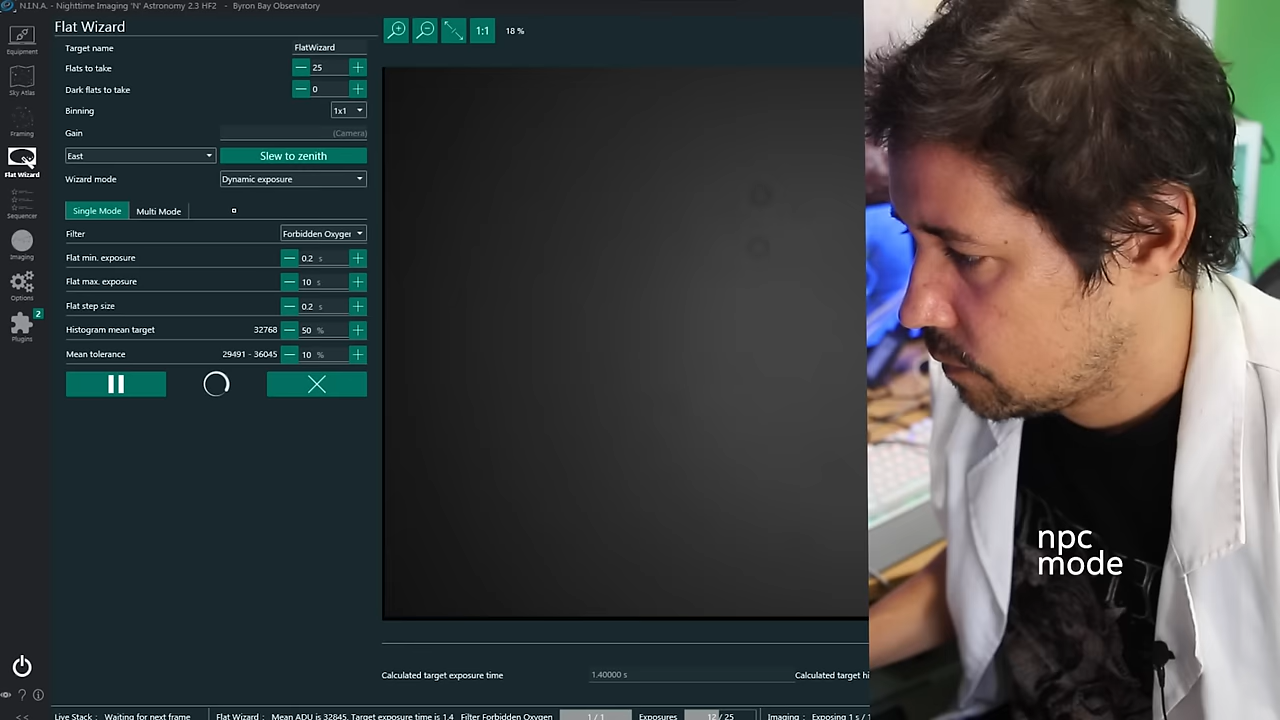 N.I.N.A. - Nighttime Imaging 'N' Astronomy 2.3 HF2 - Byron Bay Observatory
Equipment
Sky Atlas
Framing
Flat Wizard
Sequencer
Imaging
Options
2
Plugins
Flat Wizard
Target name FlatWizard
Flats to take 25
Dark flats to take 0
Binning 1x1
Gain (Camera)
East Slew to zenith
Wizard mode Dynamic exposure
Single Mode Multi Mode
Filter Forbidden Oxyger
Flat min. exposure 0.2 s
Flat max. exposure 10 s
Flat step size 0.2 s
Histogram mean target 32768 50 %
Mean tolerance 29491 - 36045 10 %
1:1 18 %
npc
mode
Calculated target exposure time 1.40000 s Calculated target hi
Live Stack : Waiting for next frame Flat Wizard : Mean ADU is 32845, Target exposure time is 1.4 Filter Forbidden Oxygen 1 / 1 Exposures 12 / 25 Imaging : Exposing 1 s / 1